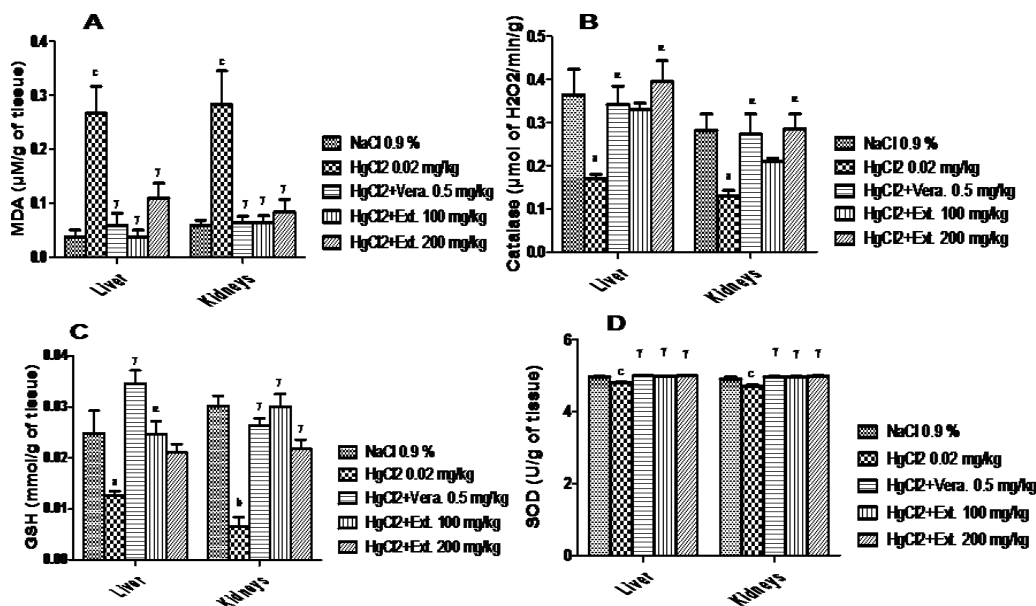 A
MDA (µM/g of tissue)
0.4
0.3
0.2
0.1
0.0
c
γ
γ
γ
c
γ
γ
γ
Liver
Kidneys
NaCl 0.9 %
HgCl2 0.02 mg/kg
HgCl2+Vera. 0.5 mg/kg
HgCl2+Ext. 100 mg/kg
HgCl2+Ext. 200 mg/kg
B
Catalase (µmol of H2O2/min/g)
0.5
0.4
0.3
0.2
0.1
0.0
a
a
Liver
Kidneys
NaCl 0.9 %
HgCl2 0.02 mg/kg
HgCl2+Vera. 0.5 mg/kg
HgCl2+Ext. 100 mg/kg
HgCl2+Ext. 200 mg/kg
C
GSH (mmol/g of tissue)
0.04
0.03
0.02
0.01
0.00
a
γ
b
γ
γ
γ
Liver
Kidneys
NaCl 0.9 %
HgCl2 0.02 mg/kg
HgCl2+Vera. 0.5 mg/kg
HgCl2+Ext. 100 mg/kg
HgCl2+Ext. 200 mg/kg
D
SOD (U/g of tissue)
6
4
2
0
c
γ γ γ
c
γ γ γ
Liver
Kidneys
NaCl 0.9 %
HgCl2 0.02 mg/kg
HgCl2+Vera. 0.5 mg/kg
HgCl2+Ext. 100 mg/kg
HgCl2+Ext. 200 mg/kg